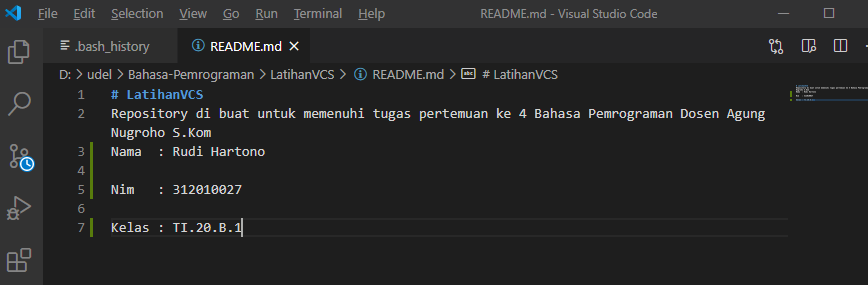 File Edit Selection View Go Run Terminal Help README.md - Visual Studio Code
.bash_history README.md
D: > udel > Bahasa-Pemrograman > LatihanVCS > README.md > # LatihanVCS
1 # LatihanVCS
2 Repository di buat untuk memenuhi tugas pertemuan ke 4 Bahasa Pemrograman Dosen Agung
Nugroho S.Kom
3 Nama : Rudi Hartono
4
5 Nim : 312010027
6
7 Kelas : TI.20.B.1